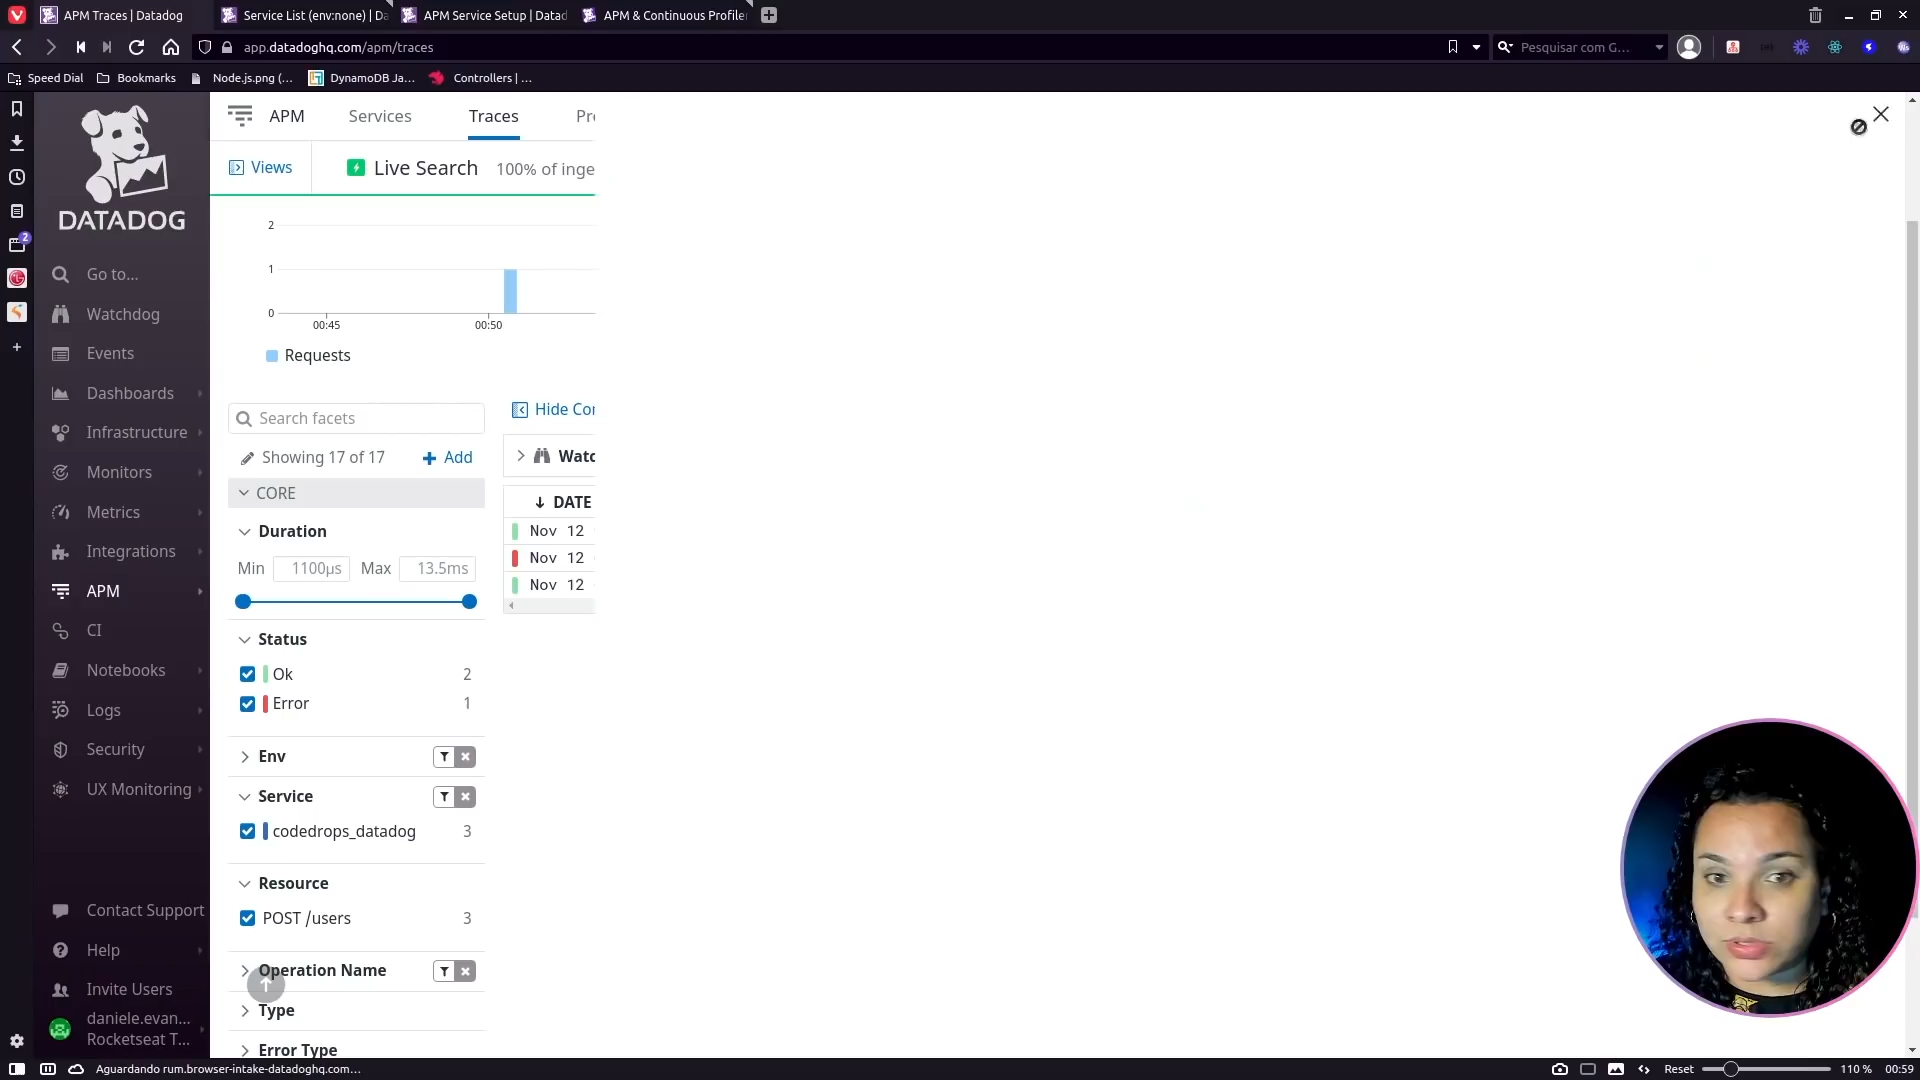 APM Traces | Datadog
Service List (env:none) | Da
APM Service Setup | Datad
APM & Continuous Profiler
app.datadoghq.com/apm/traces
Pesquisar com G...
Speed Dial
Bookmarks
Node.js.png (...
DynamoDB Ja...
Controllers | ...
2
DATADOG
Go to...
Watchdog
Events
Dashboards
Infrastructure
Monitors
Metrics
Integrations
APM
CI
Notebooks
Logs
Security
UX Monitoring
Contact Support
Help
Invite Users
daniele.evan...
Rocketseat T...
APM
Services
Traces
Pr
Views
Live Search
100% of inge
2
1
0
00:45
00:50
Requests
Search facets
Showing 17 of 17
Add
CORE
Duration
Min
1100µs
Max
13.5ms
Status
Ok
2
Error
1
Env
Service
codedrops_datadog
3
Resource
POST /users
3
Operation Name
Type
Error Type
Hide Cor
Watc
DATE
Nov 12
Nov 12
Nov 12
Aguardando rum.browser-intake-datadoghq.com...
Reset
110 %
00:59